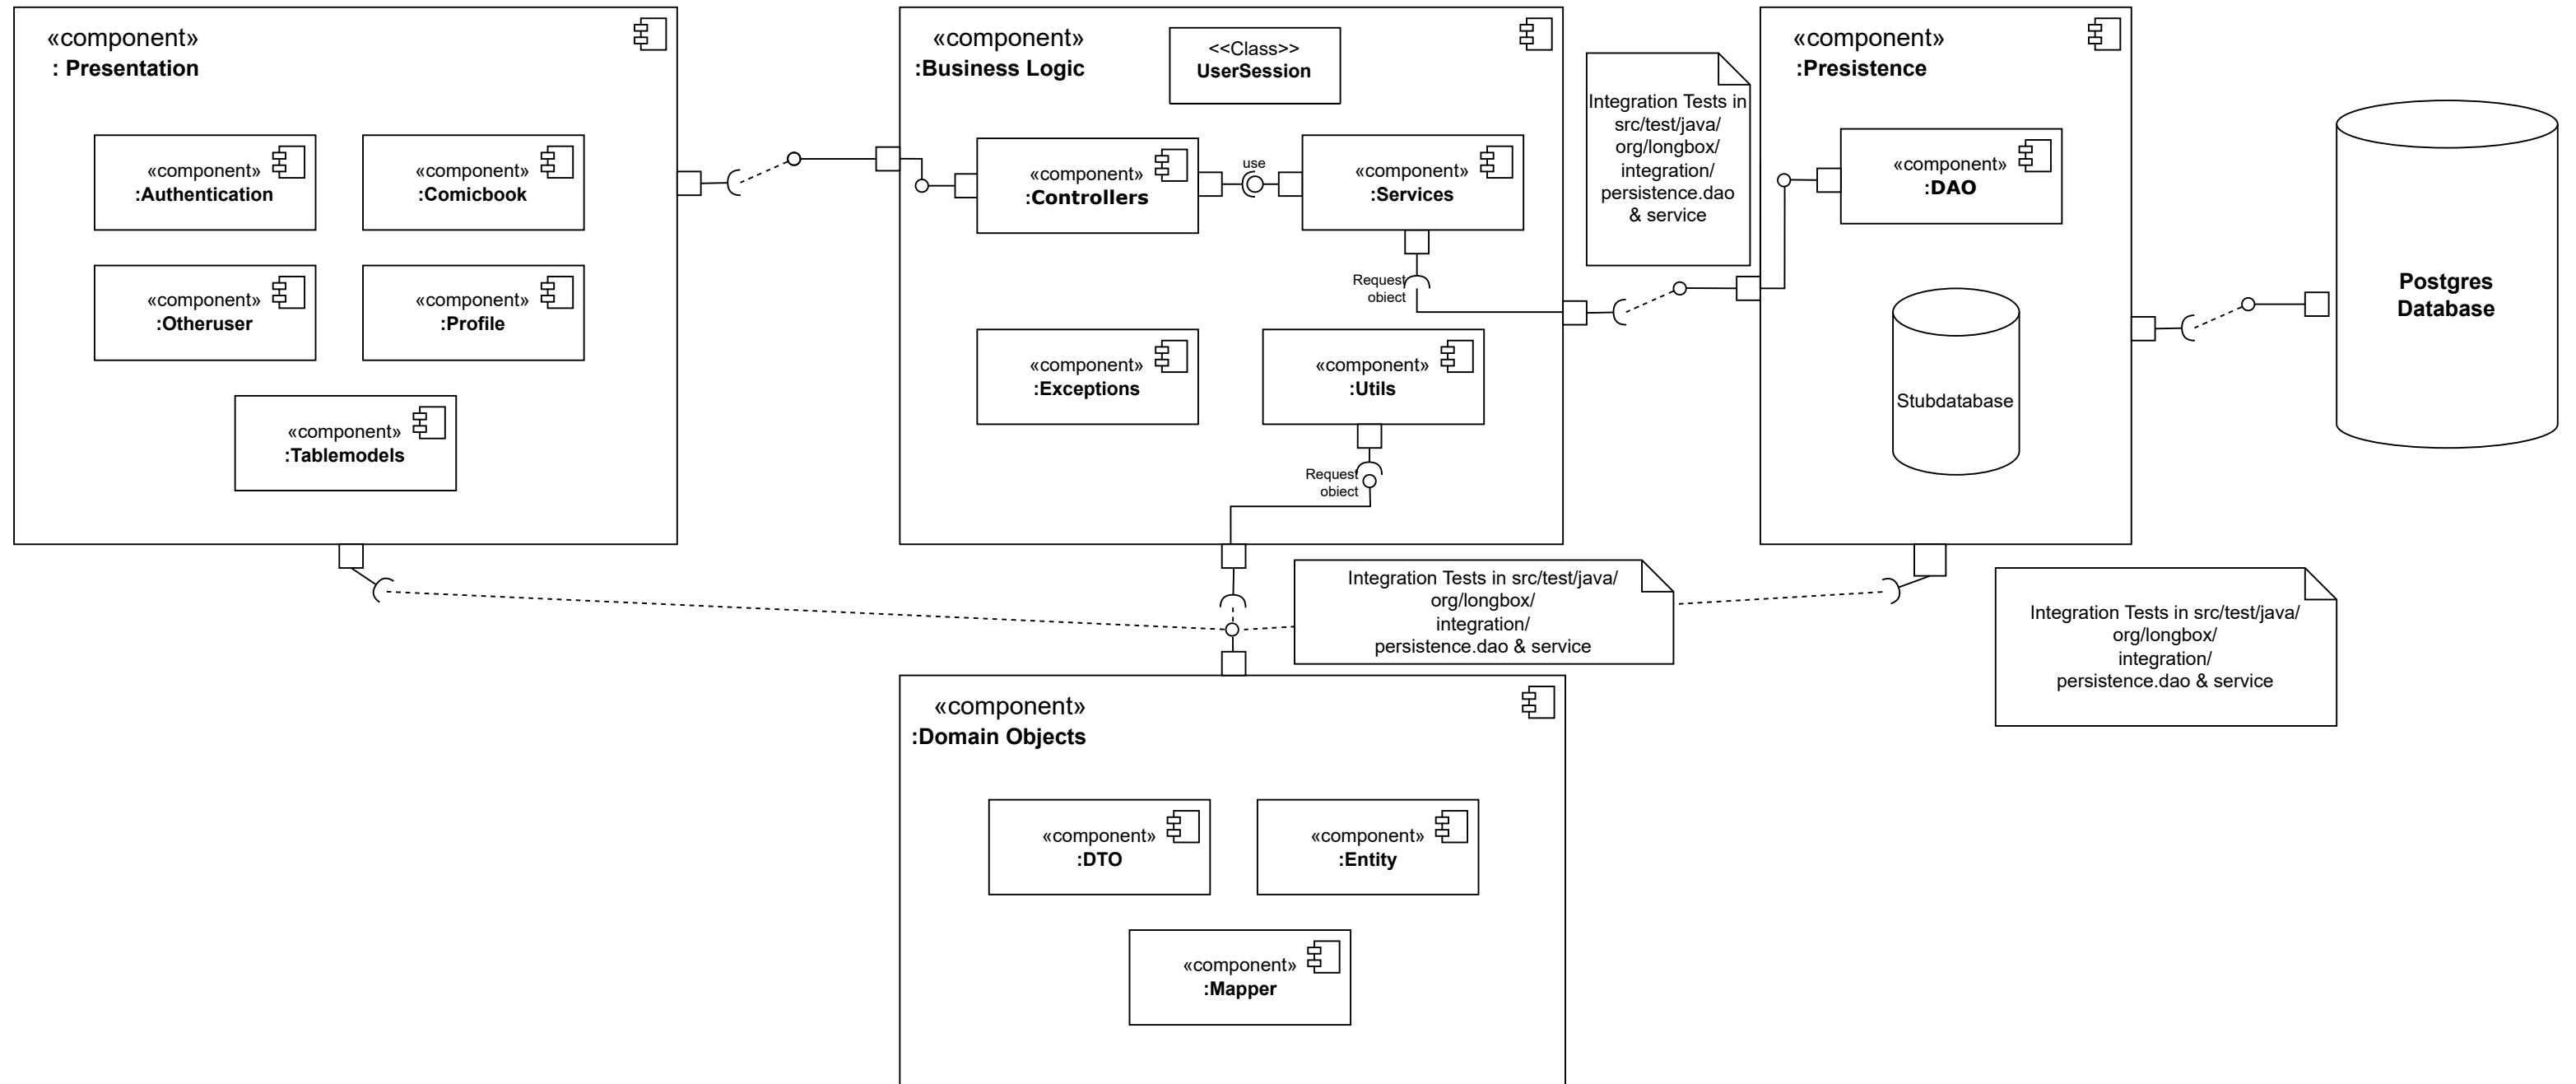 «component»
: Presentation
«component»
:Authentication
«component»
:Comicbook
«component»
:Otheruser
«component»
:Profile
«component»
:Tablemodels
«component»
:Business Logic
<<Class>>
UserSession
«component»
:Controllers
use
«component»
:Services
Request
obiect
«component»
:Exceptions
«component»
:Utils
Request
obiect
Integration Tests in
src/test/java/
org/longbox/
integration/
persistence.dao
& service
«component»
:Presistence
«component»
:DAO
Stubdatabase
Postgres
Database
Integration Tests in src/test/java/
org/longbox/
integration/
persistence.dao & service
Integration Tests in src/test/java/
org/longbox/
integration/
persistence.dao & service
«component»
:Domain Objects
«component»
:DTO
«component»
:Entity
«component»
:Mapper